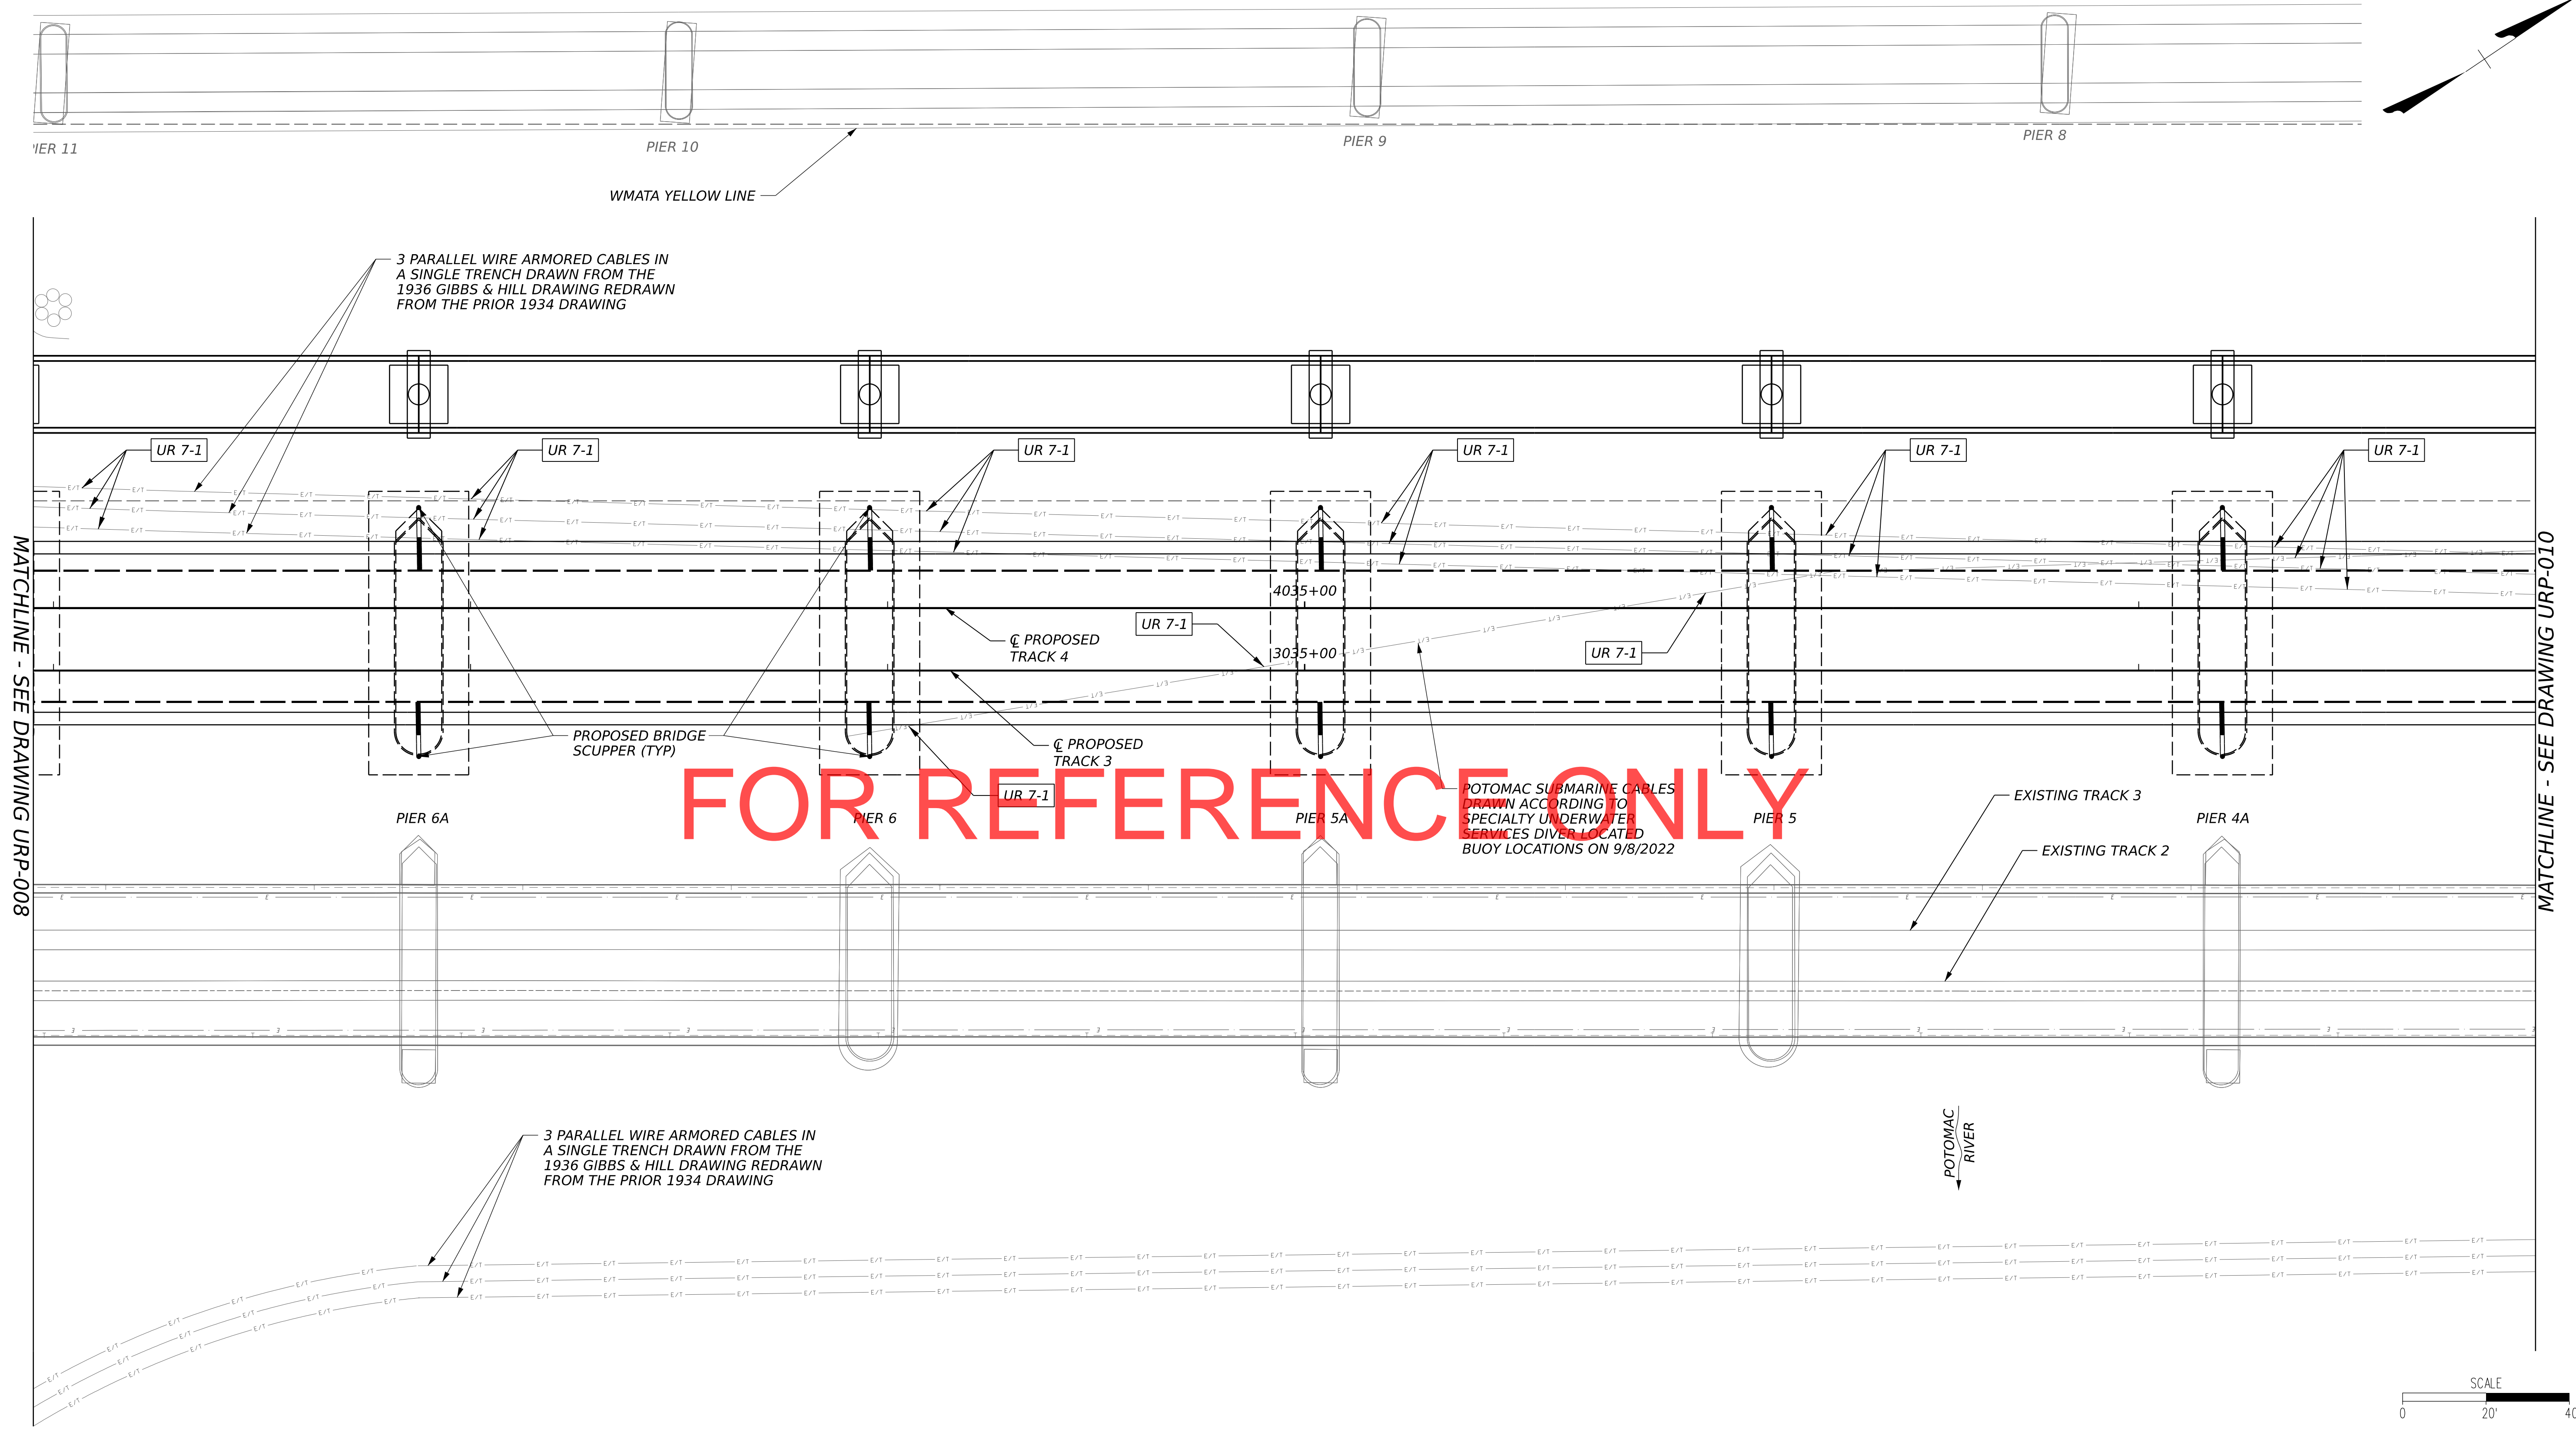 PIER 11
PIER 10
PIER 9
PIER 8
WMATA YELLOW LINE
3 PARALLEL WIRE ARMORED CABLES IN
A SINGLE TRENCH DRAWN FROM THE
1936 GIBBS & HILL DRAWING REDRAWN
FROM THE PRIOR 1934 DRAWING
UR 7-1
UR 7-1
UR 7-1
UR 7-1
UR 7-1
UR 7-1
MATCHLINE - SEE DRAWING URP-008
MATCHLINE - SEE DRAWING URP-010
4035+00
UR 7-1
℄ PROPOSED
TRACK 4
3035+00
UR 7-1
PROPOSED BRIDGE
SCUPPER (TYP)
℄ PROPOSED
TRACK 3
UR 7-1
FOR REFERENCE ONLY
POTOMAC SUBMARINE CABLES
DRAWN ACCORDING TO
SPECIALTY UNDERWATER
SERVICES DIVER LOCATED
BUOY LOCATIONS ON 9/8/2022
PIER 6A
PIER 6
PIER 5A
PIER 5
PIER 4A
EXISTING TRACK 3
EXISTING TRACK 2
3 PARALLEL WIRE ARMORED CABLES IN
A SINGLE TRENCH DRAWN FROM THE
1936 GIBBS & HILL DRAWING REDRAWN
FROM THE PRIOR 1934 DRAWING
POTOMAC
RIVER
SCALE
0 20' 40